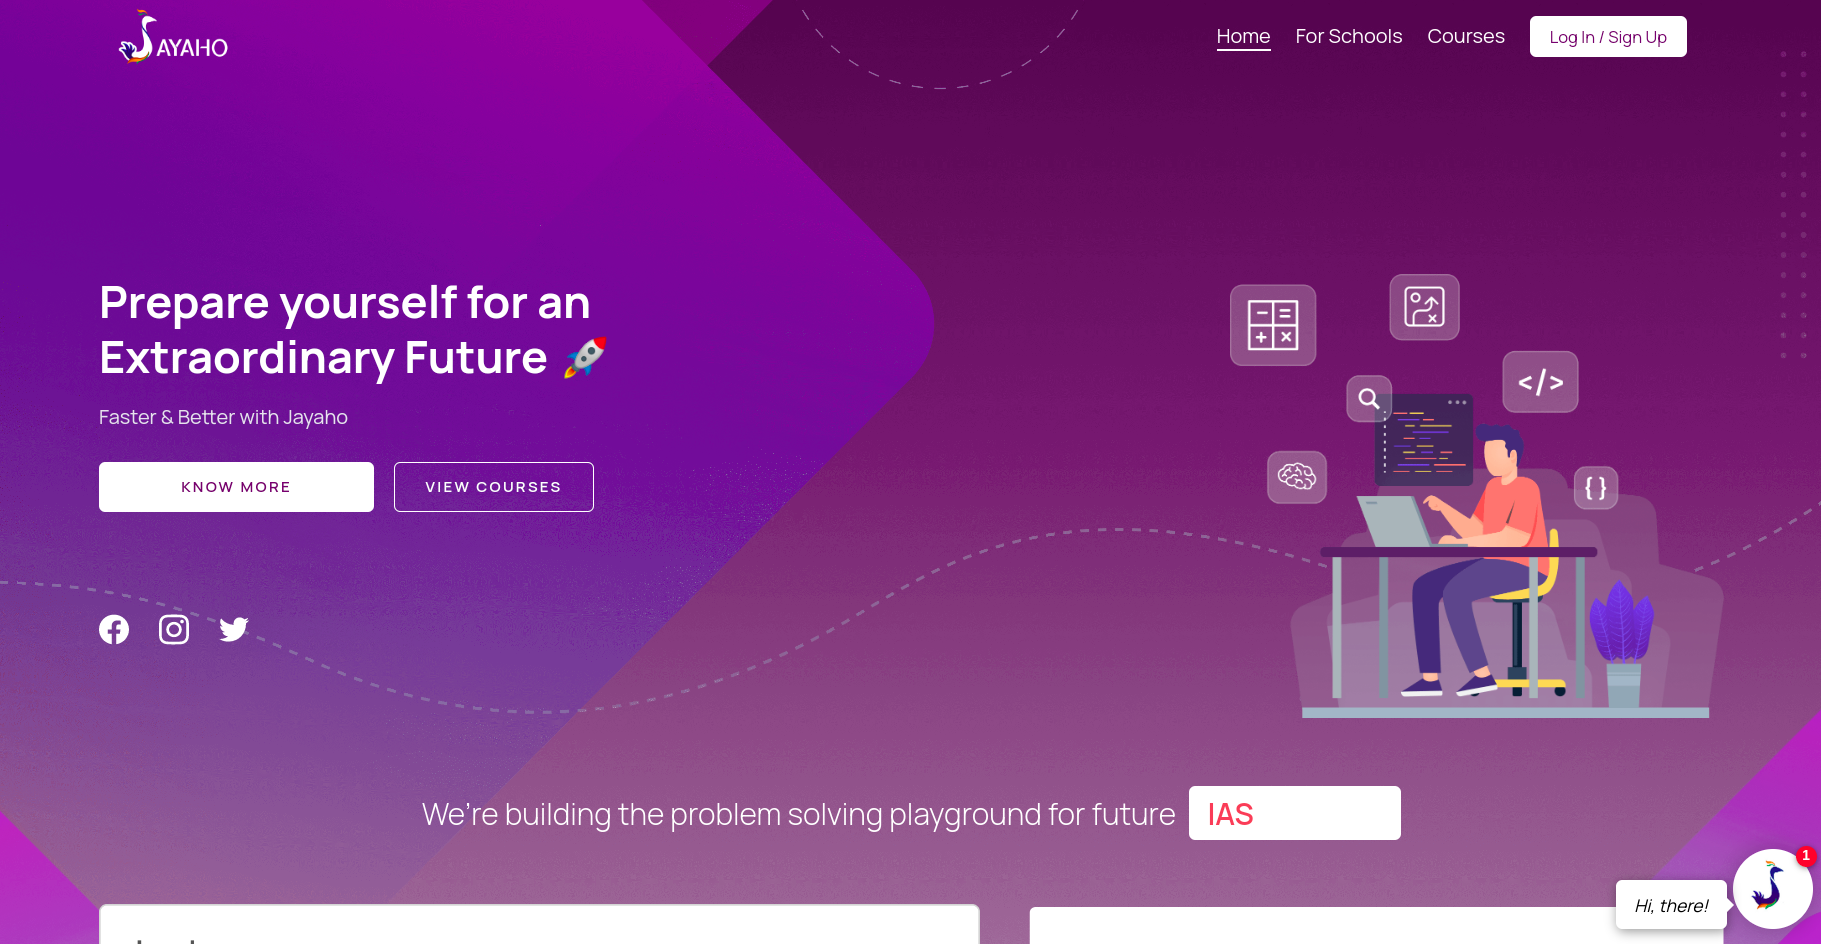 AYAHO
Home
For Schools
Courses
Log In / Sign Up
Prepare yourself for an
Extraordinary Future 🚀
Faster & Better with Jayaho
KNOW MORE
VIEW COURSES
</>
{ }
We're building the problem solving playground for future IAS
1
Hi, there!